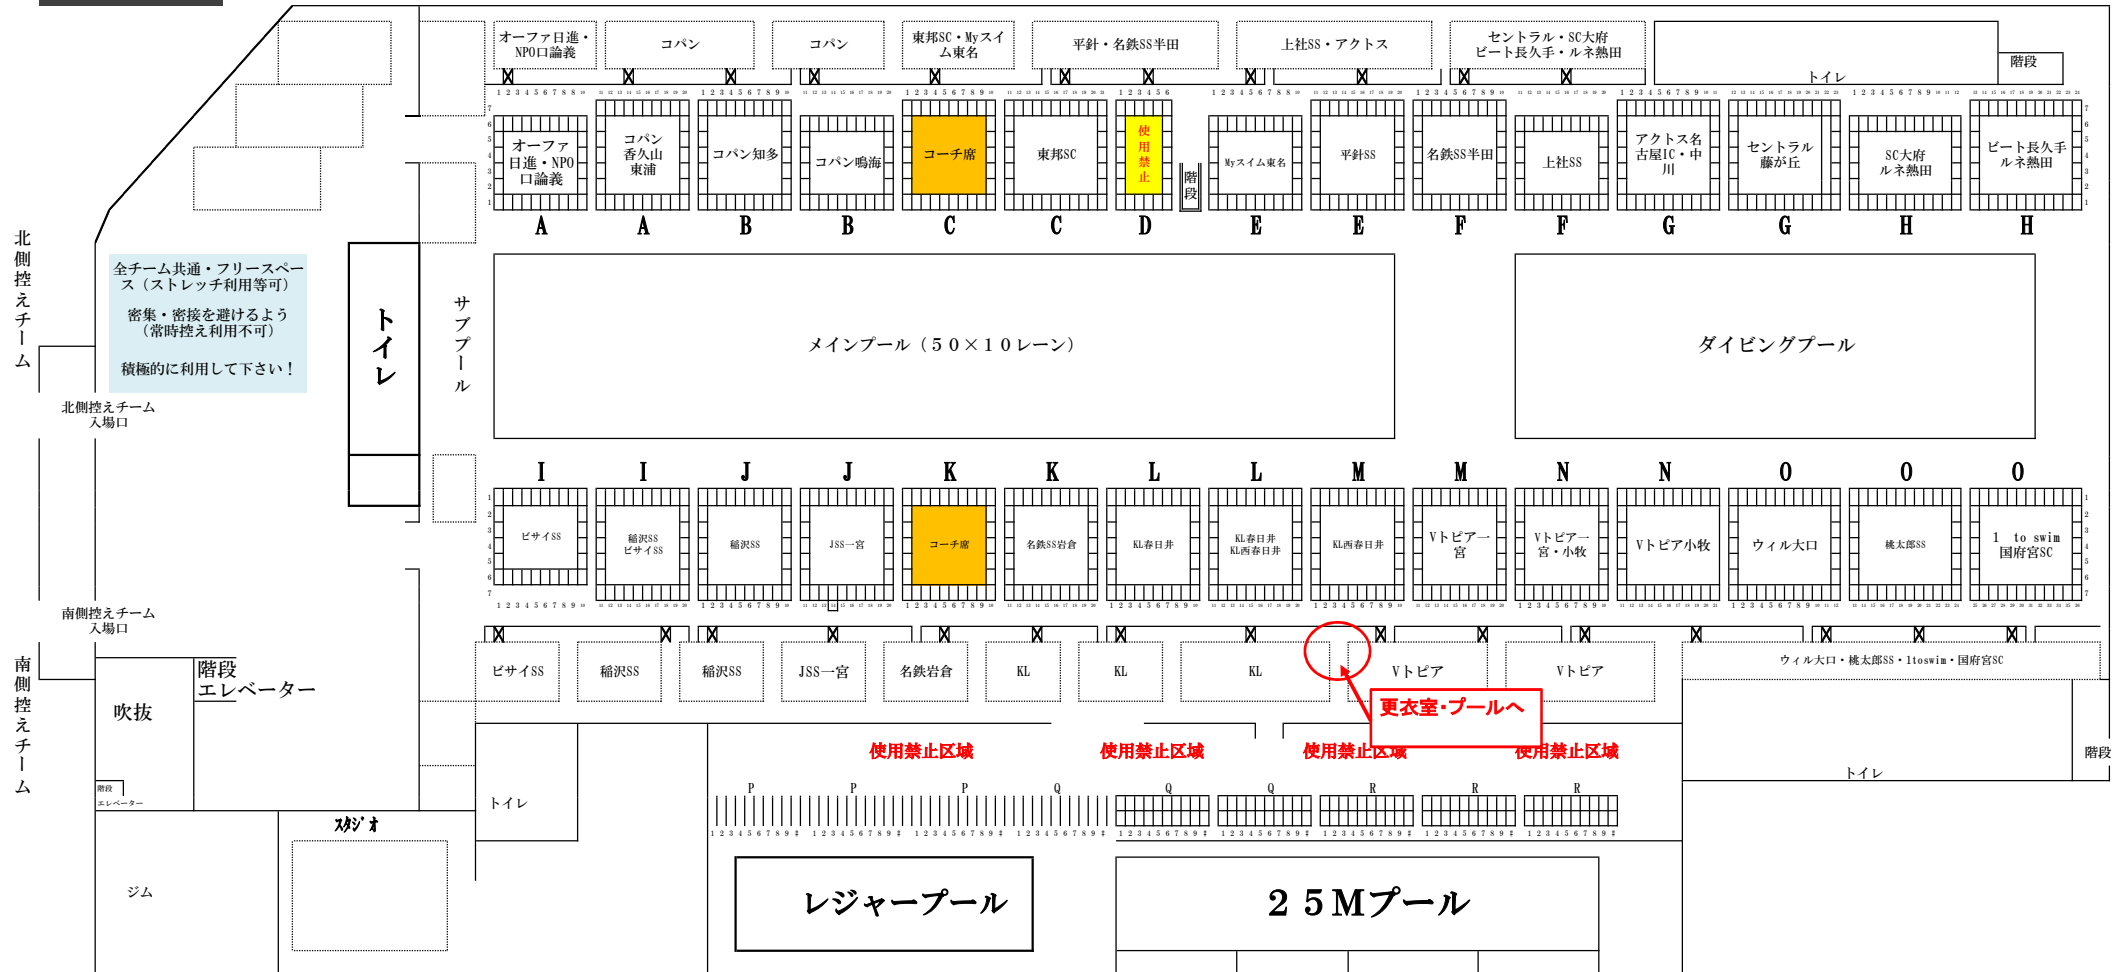 オーファ日進・
NPO口論義
コパン
コパン
東邦SC・Myスイ
ム東名
平針・名鉄SS半田
上社SS・アクトス
セントラル・SC大府
ビート長久手・ルネ熱田
トイレ
階段
オーファ
日進・NPO
口論義
コパン
香久山
東浦
コパン知多
コパン鳴海
コーチ席
東邦SC
使用禁止
階段
Myスイム東名
平針SS
名鉄SS半田
上社SS
アクトス名
古屋IC・中
川
セントラル
藤が丘
SC大府
ルネ熱田
ビート長久手
ルネ熱田
A A B B C C D E E F F G G H H
北側控えチーム
全チーム共通・フリースペー
ス（ストレッチ利用等可）
密集・密接を避けるよう
（常時控え利用不可）
積極的に利用して下さい！
トイレ
サブプール
メインプール（５０×１０レーン）
ダイビングプール
北側控えチーム
入場口
I I J J K K L L M M N N O O O
ビサイSS
稲沢SS
ビサイSS
稲沢SS
JSS一宮
コーチ席
名鉄SS岩倉
KL春日井
KL春日井
KL西春日井
KL西春日井
Vトピア一
宮
Vトピア一
宮・小牧
Vトピア小牧
ウィル大口
桃太郎SS
1 to swim
国府宮SC
南側控えチーム
入場口
南側控えチーム
階段
エレベーター
吹抜
階段
エレベーター
ビサイSS
稲沢SS
稲沢SS
JSS一宮
名鉄岩倉
KL
KL
KL
Vトピア
Vトピア
ウィル大口・桃太郎SS・1toswim・国府宮SC
更衣室・プールへ
使用禁止区域
使用禁止区域
使用禁止区域
使用禁止区域
トイレ
階段
トイレ
P P P Q Q Q R R R
スタジオ
ジム
レジャープール
２５Mプール